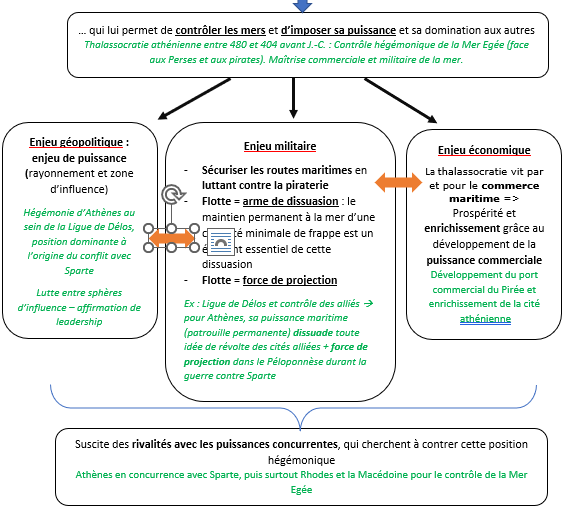 … qui lui permet de contrôler les mers et d'imposer sa puissance et sa domination aux autres
Thalassocratie athénienne entre 480 et 404 avant J.-C. : Contrôle hégémonique de la Mer Egée (face
aux Perses et aux pirates). Maîtrise commerciale et militaire de la mer.
Enjeu géopolitique :
enjeu de puissance
(rayonnement et zone
d'influence)
Hégémonie d'Athènes au
sein de la Ligue de Délos,
position dominante à
l'origine du conflit avec
Sparte
Lutte entre sphères
d'influence – affirmation de
leadership
Enjeu militaire
- Sécuriser les routes maritimes en
luttant contre la piraterie
- Flotte = arme de dissuasion : le
maintien permanent à la mer d'une
té minimale de frappe est un
é nt essentiel de cette
dissuasion
- Flotte = force de projection
Ex : Ligue de Délos et contrôle des alliés →
pour Athènes, sa puissance maritime
(patrouille permanente) dissuade toute
idée de révolte des cités alliées + force de
projection dans le Péloponnèse durant la
guerre contre Sparte
Enjeu économique
La thalassocratie vit par
et pour le commerce
maritime =>
Prospérité et
enrichissement grâce au
développement de la
puissance commerciale
Développement du port
commercial du Pirée et
enrichissement de la cité
athénienne
Suscite des rivalités avec les puissances concurrentes, qui cherchent à contrer cette position
hégémonique
Athènes en concurrence avec Sparte, puis surtout Rhodes et la Macédoine pour le contrôle de la Mer
Egée